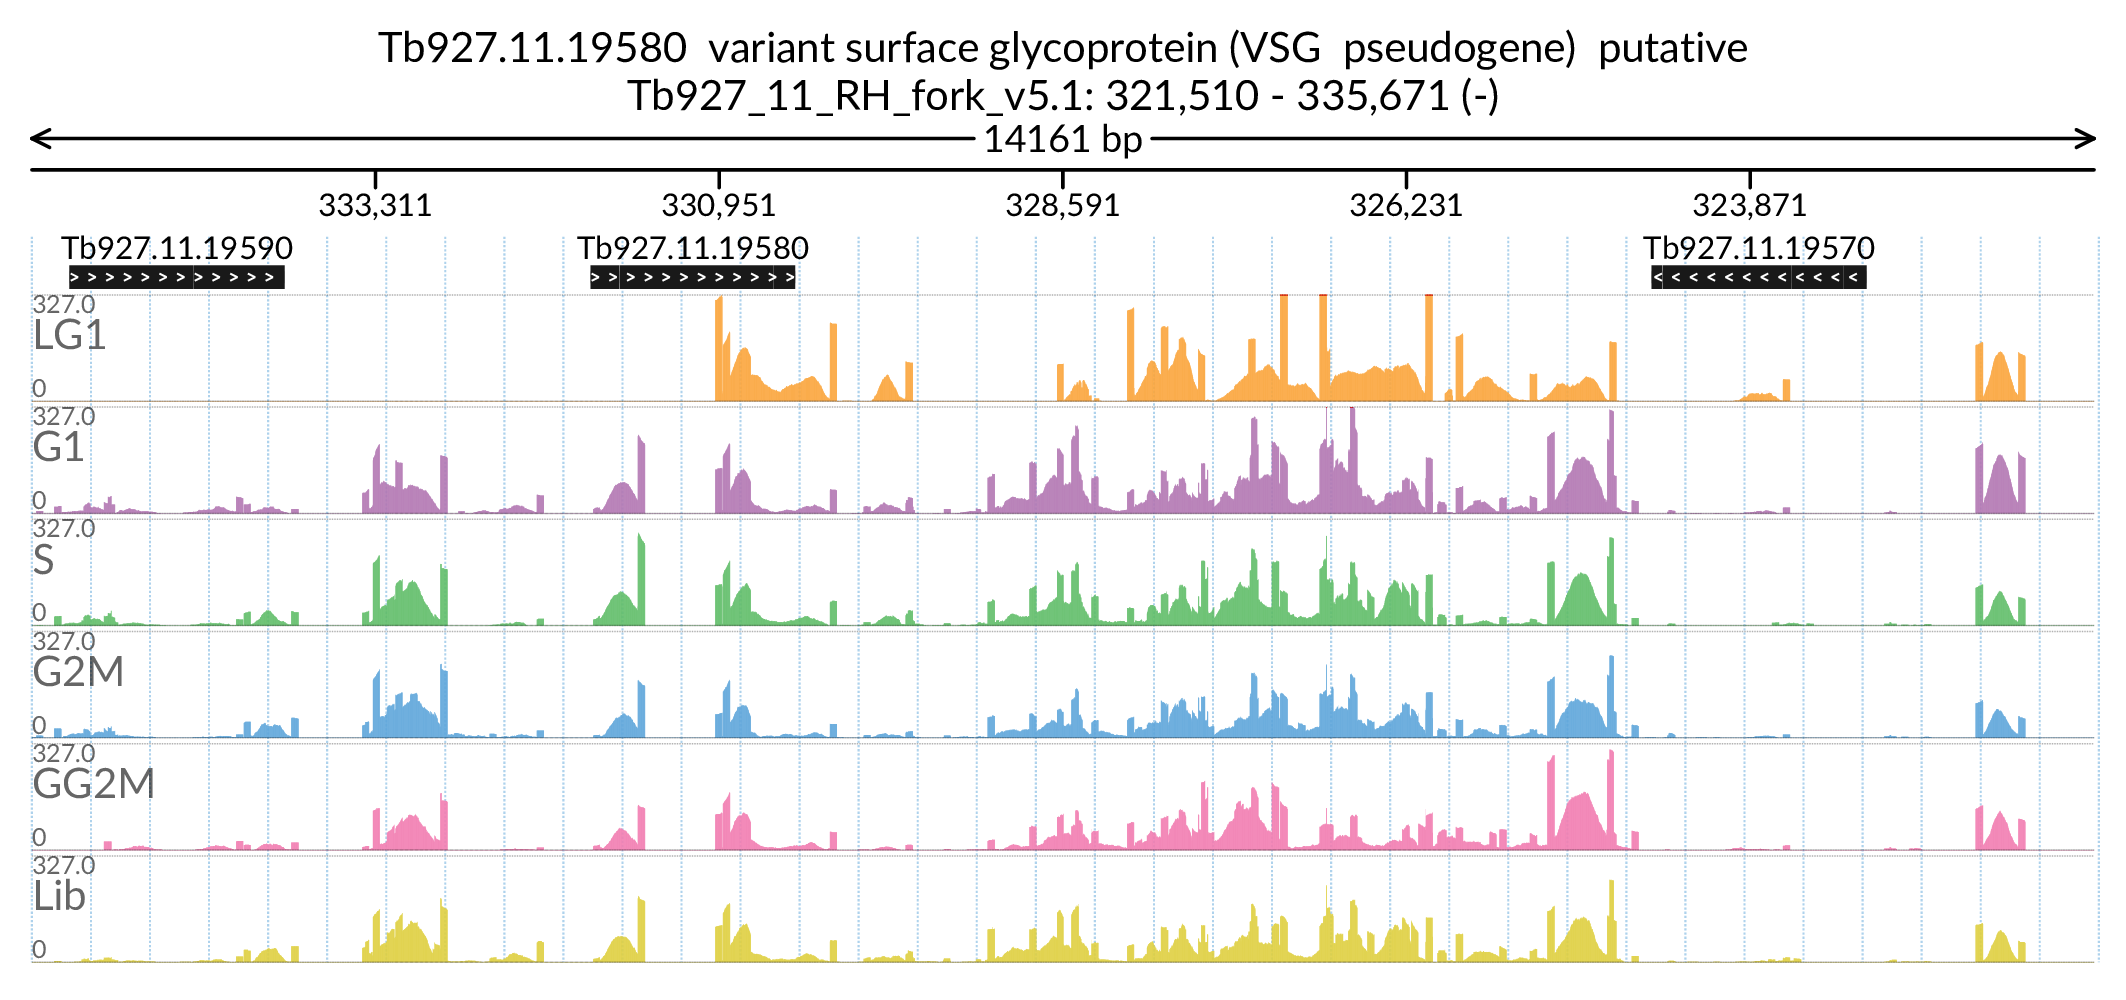 Tb927.11.19580 variant surface glycoprotein (VSG pseudogene) putative
Tb927_11_RH_fork_v5.1: 321,510 - 335,671 (-)
14161 bp
333,311 330,951 328,591 326,231 323,871
Tb927.11.19590 Tb927.11.19580 Tb927.11.19570
327.0
LG1
0
327.0
G1
0
327.0
S
0
327.0
G2M
0
327.0
GG2M
0
327.0
Lib
0